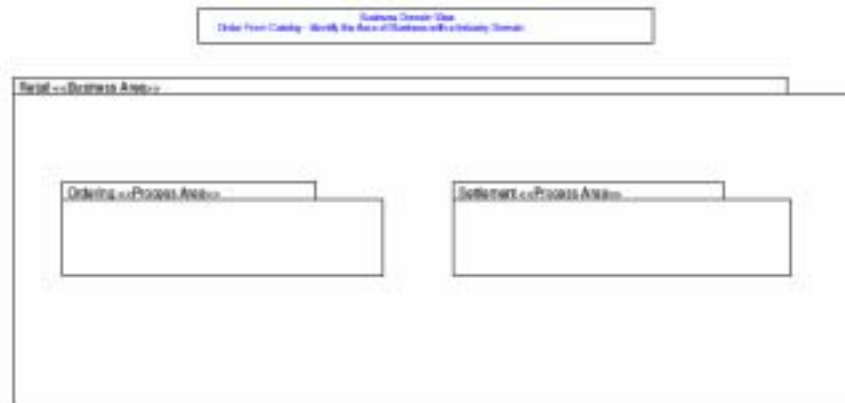 Business Domain View
Order From Catalog - Identify the Area of Business with a Industry Domain
Retail <<Business Area>>
Ordering <<Process Area>>
Settlement <<Process Area>>